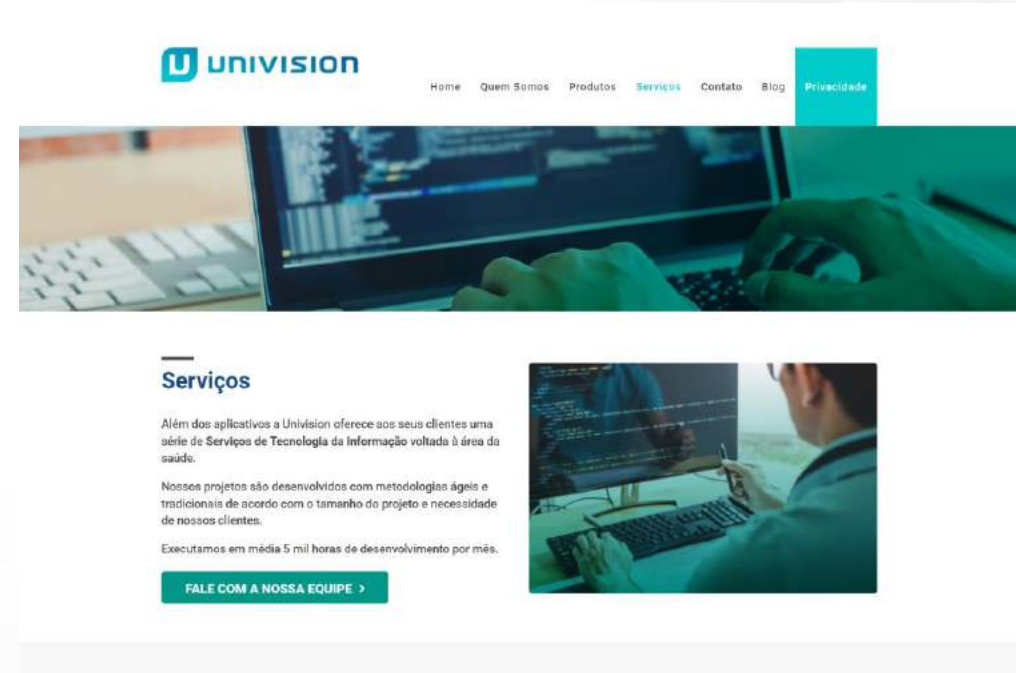 U UNIVISION
Home Quem Somos Produtos Serviços Contato Blog Privacidade
Serviços
Além dos aplicativos a Univision oferece aos seus clientes uma
série de Serviços de Tecnologia da Informação voltada à área da
saúde.
Nossos projetos são desenvolvidos com metodologias ágeis e
tradicionais de acordo com o tamanho do projeto e necessidade
de nossos clientes.
Executamos em média 5 mil horas de desenvolvimento por mês.
FALE COM A NOSSA EQUIPE >